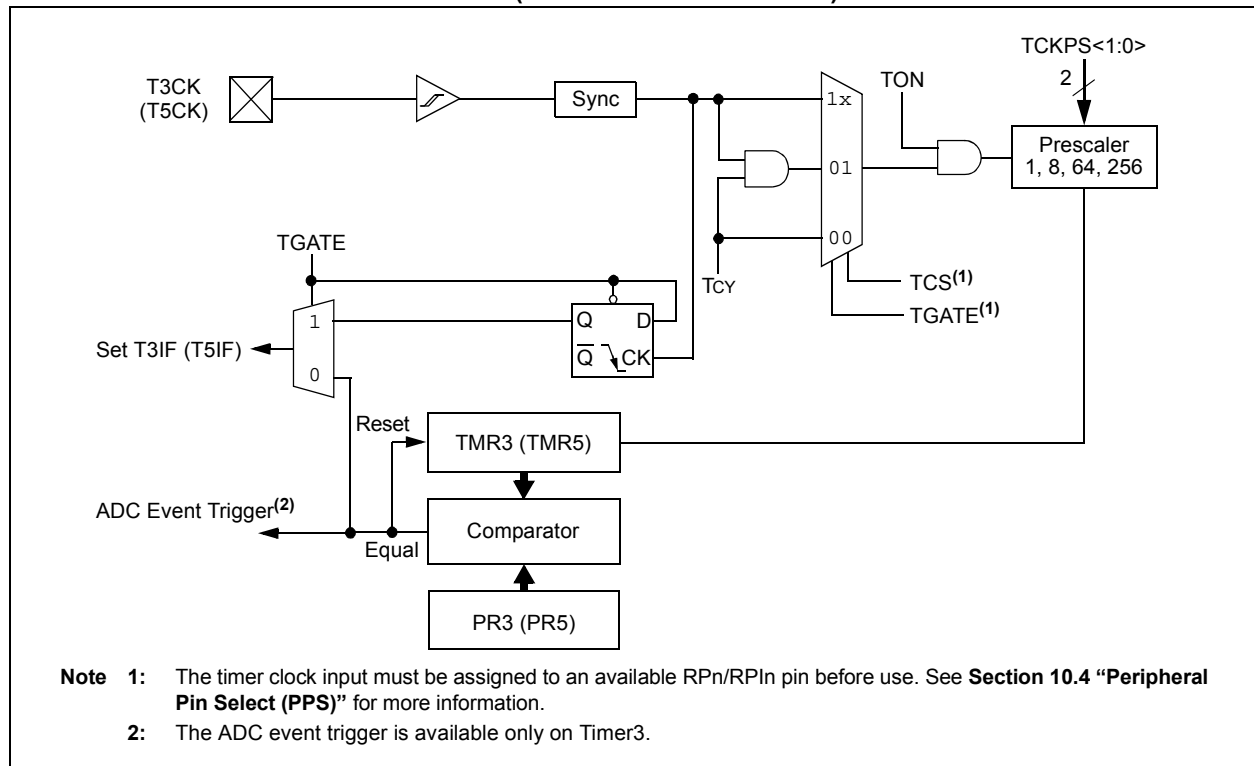 TCKPS<1:0>
2
T3CK
(T5CK)
Sync
TON
1x
01
00
Prescaler
1, 8, 64, 256
TGATE
TCY
TCS(1)
TGATE(1)
1
0
Q
D
Q
CK
Set T3IF (T5IF)
Reset
TMR3 (TMR5)
ADC Event Trigger(2)
Equal
Comparator
PR3 (PR5)
Note 1: The timer clock input must be assigned to an available RPn/RPIn pin before use. See Section 10.4 “Peripheral
Pin Select (PPS)” for more information.
2: The ADC event trigger is available only on Timer3.